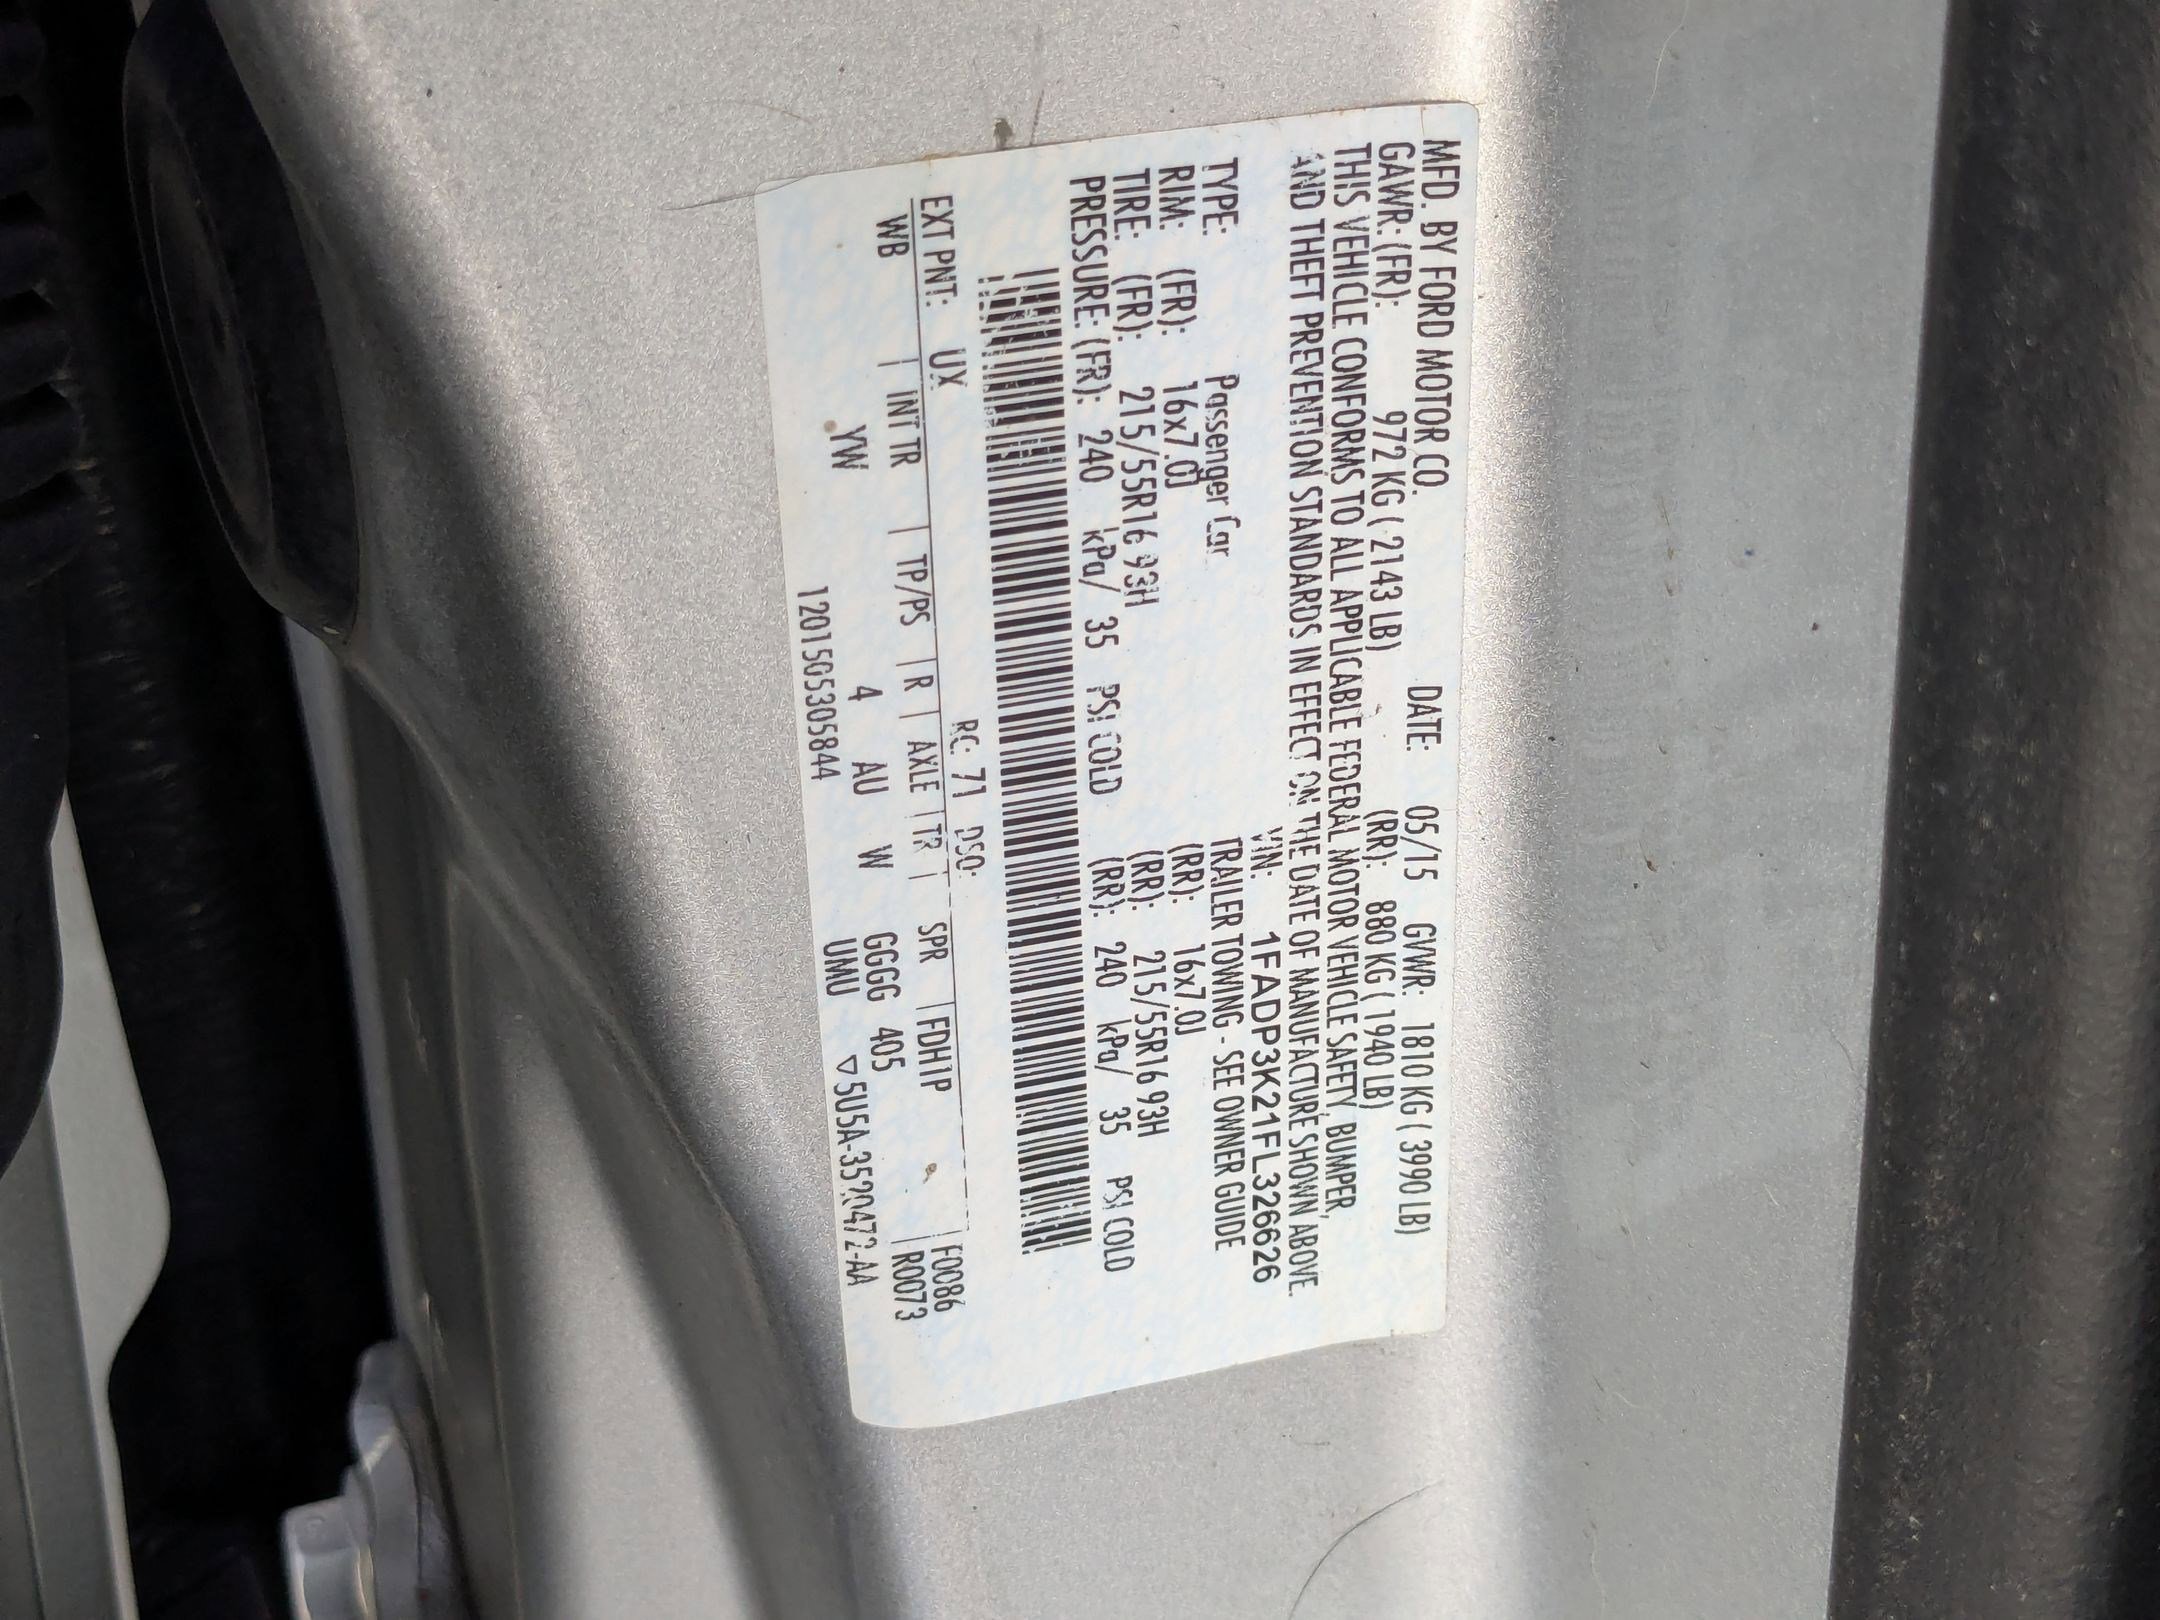 MFD. BY FORD MOTOR CO. DATE: 05/15 GVWR: 1810 KG ( 3990 LB)
GAWR: (FR): 972 KG ( 2143 LB) (RR): 880 KG ( 1940 LB)
THIS VEHICLE CONFORMS TO ALL APPLICABLE FEDERAL MOTOR VEHICLE SAFETY, BUMPER,
AND THEFT PREVENTION STANDARDS IN EFFECT ON THE DATE OF MANUFACTURE SHOWN ABOVE.
VIN: 1FADP3K21FL326626
TYPE: Passenger Car TRAILER TOWING - SEE OWNER GUIDE
RIM: (FR): 16x7.0J (RR): 16x7.0J
TIRE: (FR): 215/55R16 93H (RR): 215/55R16 93H
PRESSURE: (FR): 240 kPa/ 35 PSI COLD (RR): 240 kPa/ 35 PSI COLD
EXT PNT: UX RC: 71 DSO: F0086
WB | INT TR | TP/PS | R | AXLE | TR | SPR | FDH1P | R0073
YW 4 AU W GGGG 405
UMU ▽5U5A-3520472-AA
1201505305844